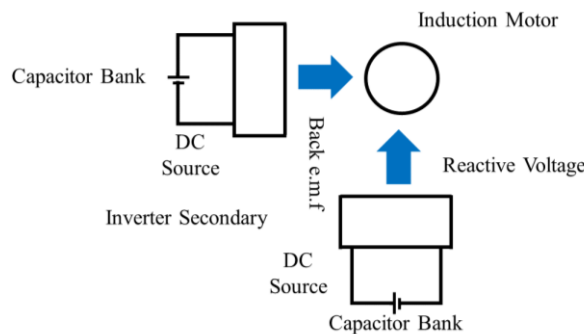 Induction Motor
Capacitor Bank
DC
Source
Back e.m.f
Reactive Voltage
Inverter Secondary
DC
Source
Capacitor Bank